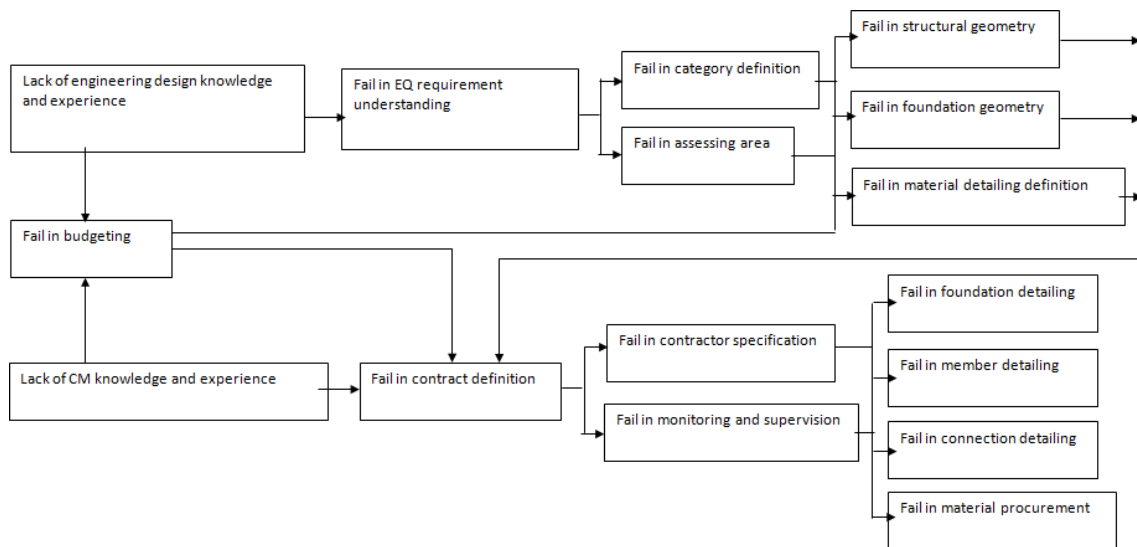 Fail in structural geometry
Lack of engineering design knowledge
and experience
Fail in EQ requirement
understanding
Fail in category definition
Fail in foundation geometry
Fail in assessing area
Fail in material detailing definition
Fail in budgeting
Fail in foundation detailing
Fail in contractor specification
Lack of CM knowledge and experience
Fail in contract definition
Fail in member detailing
Fail in monitoring and supervision
Fail in connection detailing
Fail in material procurement